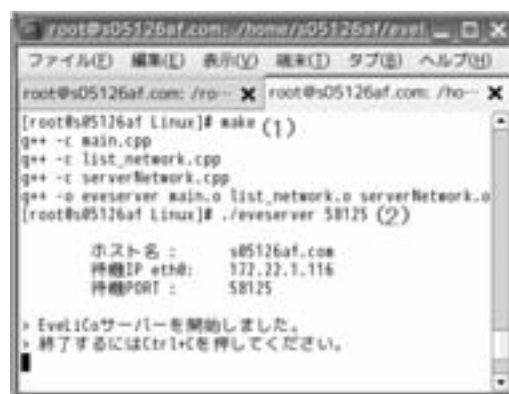 root@s05126af.com: /home/s05126af/evel
ファイル(F) 編集(E) 表示(V) 端末(T) タブ(B) ヘルプ(H)
root@s05126af.com: /ro… root@s05126af.com: /ho…
[root@s05126af Linux]# make (1)
g++ -c main.cpp
g++ -c list_network.cpp
g++ -c serverNetwork.cpp
g++ -o eveserver main.o list_network.o serverNetwork.o
[root@s05126af Linux]# ./eveserver 58125 (2)
ホスト名 : s05126af.com
待機IP eth0: 172.22.1.116
待機PORT : 58125
> EveLiCoサーバーを開始しました。
> 終了するにはCtrl+Cを押してください。